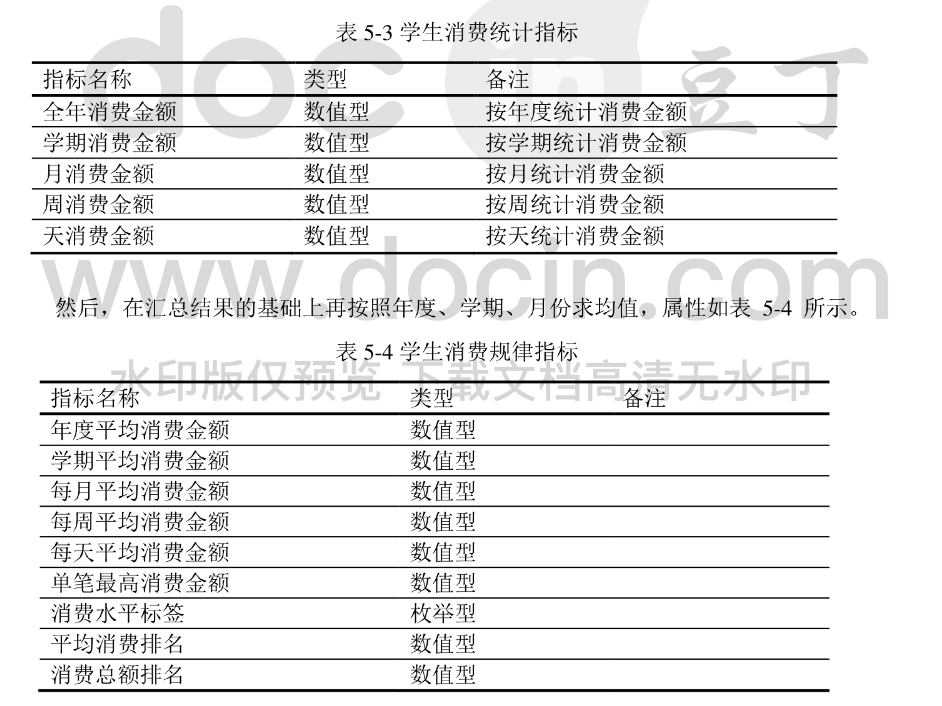 表 5-3 学生消费统计指标
指标名称 类型 备注
全年消费金额 数值型 按年度统计消费金额
学期消费金额 数值型 按学期统计消费金额
月消费金额 数值型 按月统计消费金额
周消费金额 数值型 按周统计消费金额
天消费金额 数值型 按天统计消费金额
docin 豆丁
www.docin.com
然后，在汇总结果的基础上再按照年度、学期、月份求均值，属性如表 5-4 所示。
表 5-4 学生消费规律指标
水印版仅预览 下载文档高清无水印
指标名称 类型 备注
年度平均消费金额 数值型
学期平均消费金额 数值型
每月平均消费金额 数值型
每周平均消费金额 数值型
每天平均消费金额 数值型
单笔最高消费金额 数值型
消费水平标签 枚举型
平均消费排名 数值型
消费总额排名 数值型